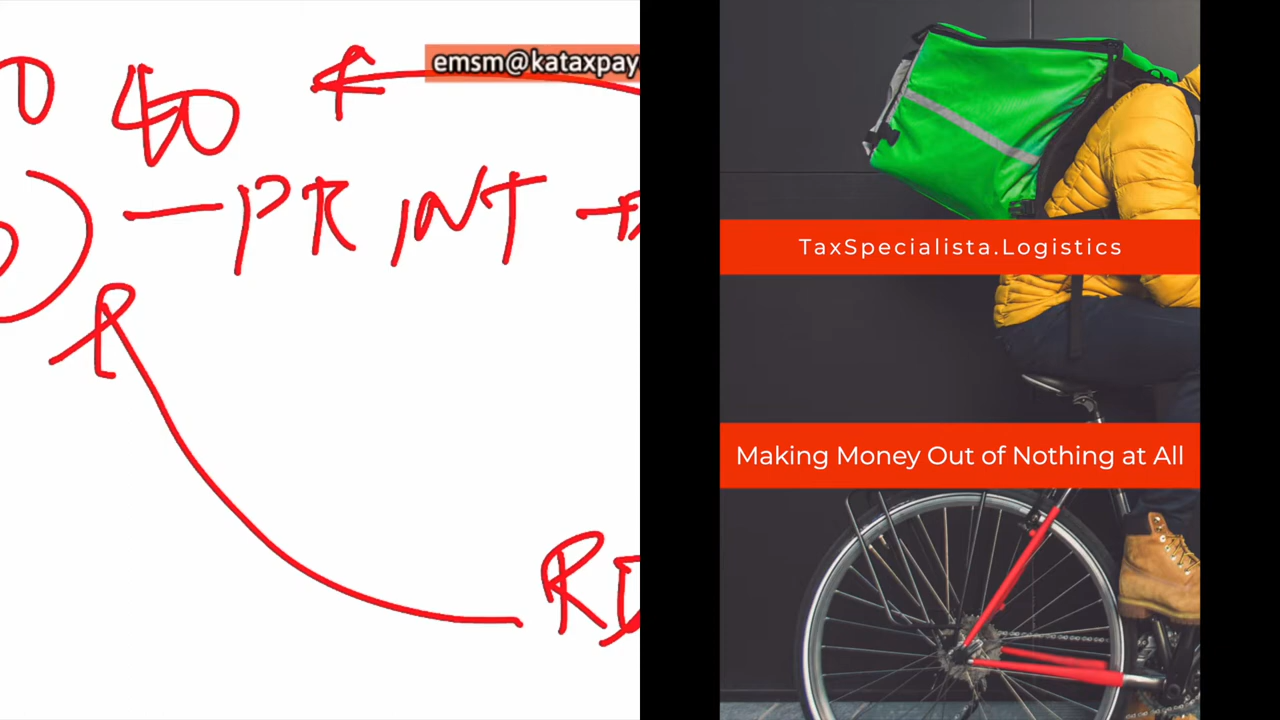 emsm@kataxpay
40
— PRINT
TaxSpecialista.Logistics
Making Money Out of Nothing at All